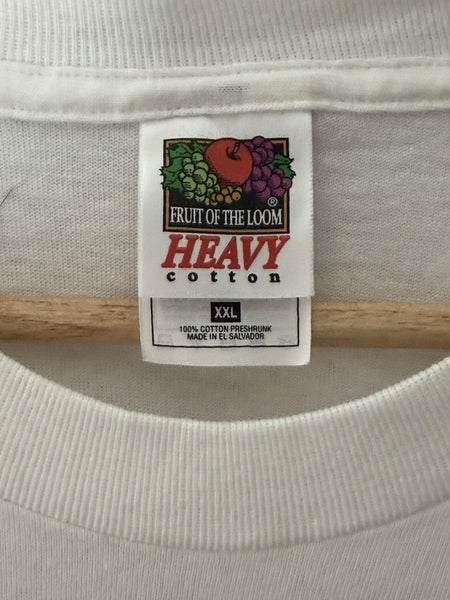 ®
FRUIT OF THE LOOM
HEAVY
cotton
XXL
100% COTTON PRESHRUNK
MADE IN EL SALVADOR